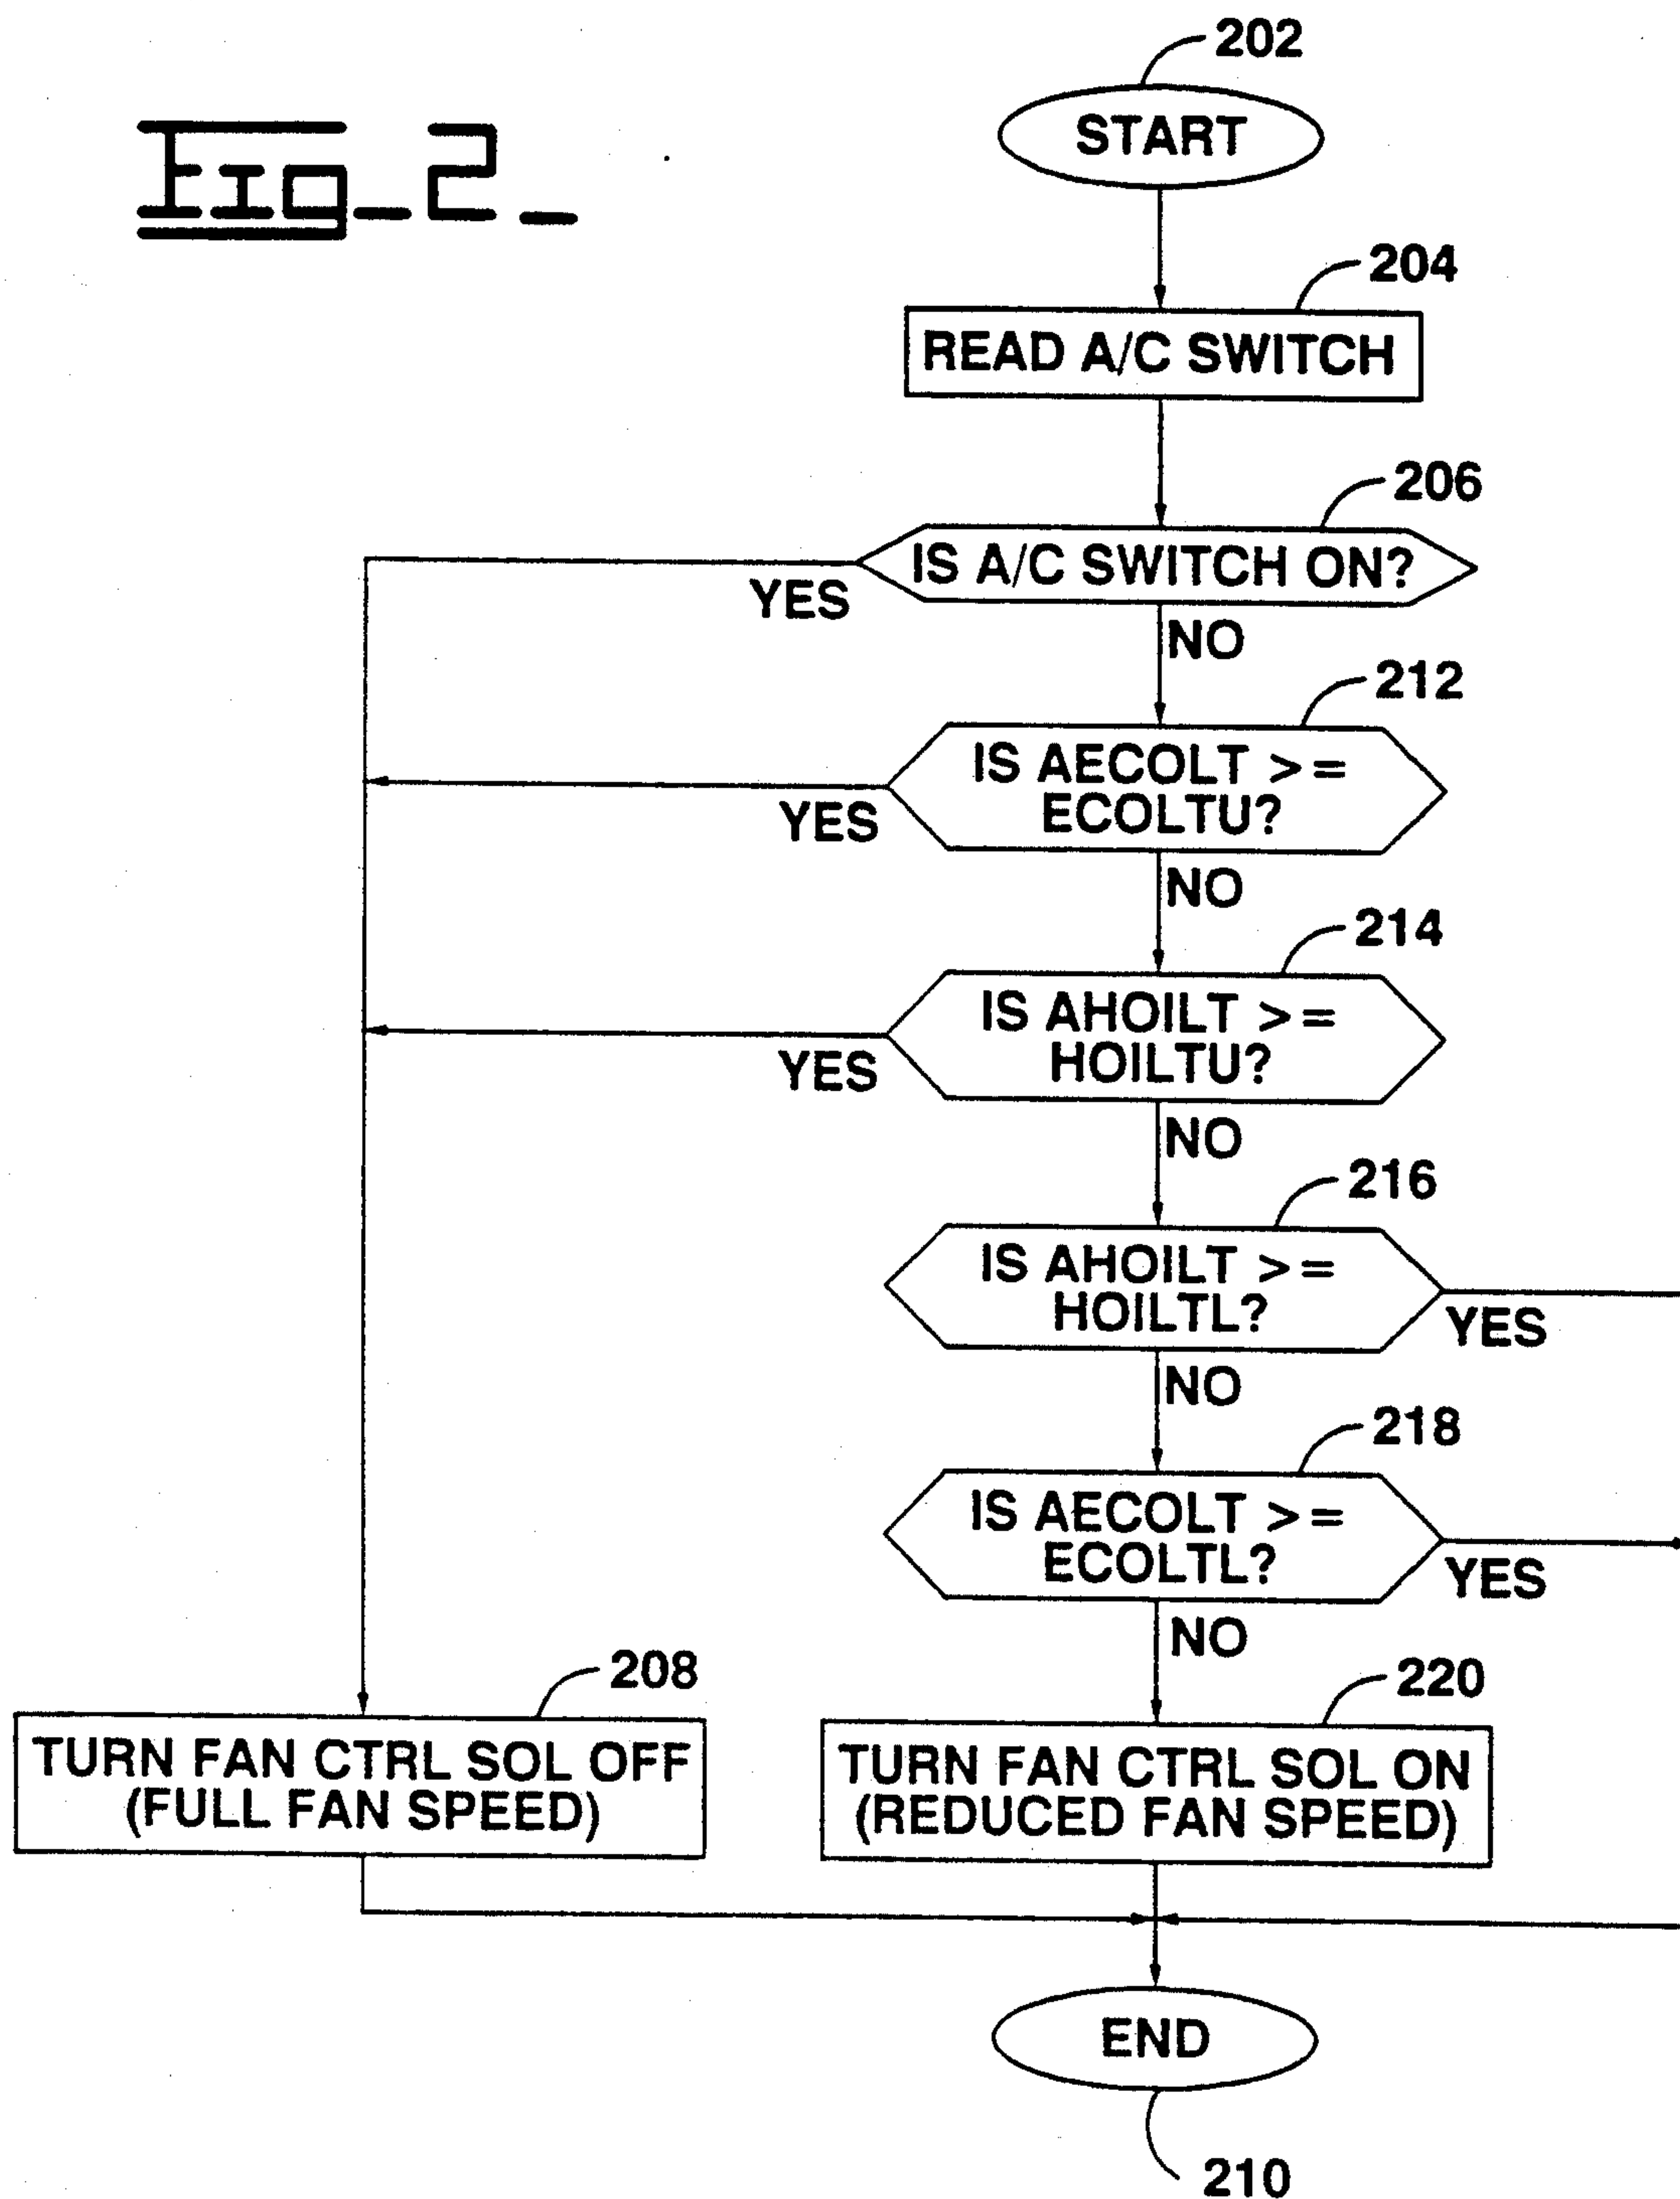 Fig_2_
202
START
204
READ A/C SWITCH
206
IS A/C SWITCH ON?
YES
NO
212
IS AECOLT >=
ECOLTU?
YES
NO
214
IS AHOILT >=
HOILTU?
YES
NO
216
IS AHOILT >=
HOILTL?
YES
NO
218
IS AECOLT >=
ECOLTL?
YES
NO
208
TURN FAN CTRL SOL OFF
(FULL FAN SPEED)
220
TURN FAN CTRL SOL ON
(REDUCED FAN SPEED)
END
210